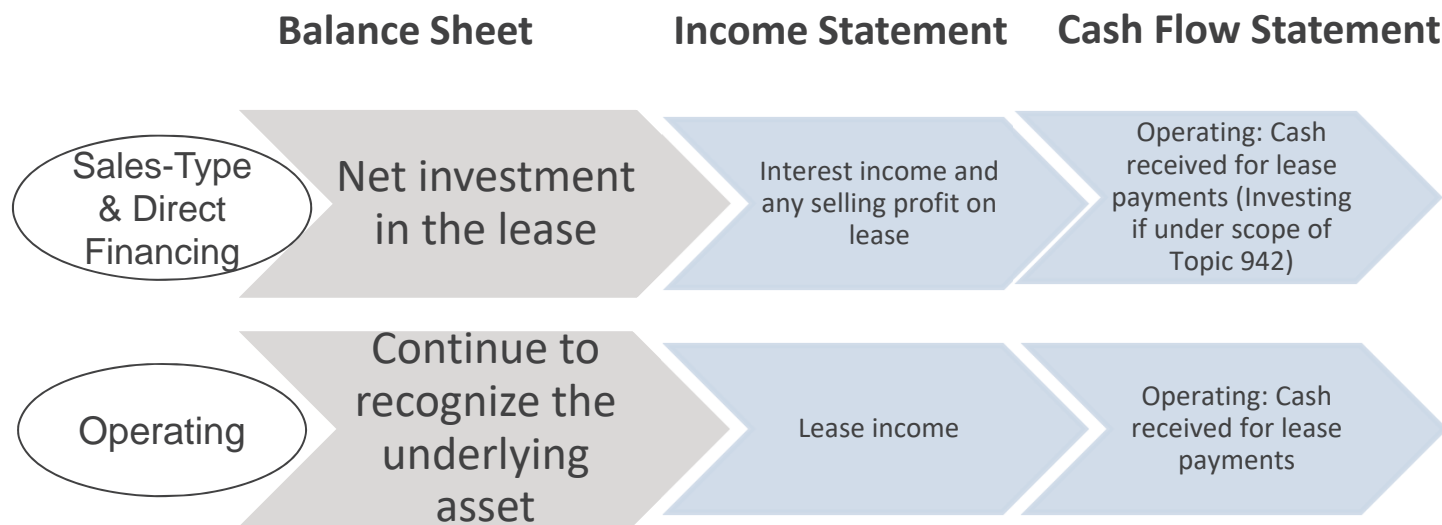 Balance Sheet
Income Statement
Cash Flow Statement
Sales-Type
& Direct
Financing
Net investment
in the lease
Interest income and
any selling profit on
lease
Operating: Cash
received for lease
payments (Investing
if under scope of
Topic 942)
Operating
Continue to
recognize the
underlying
asset
Lease income
Operating: Cash
received for lease
payments